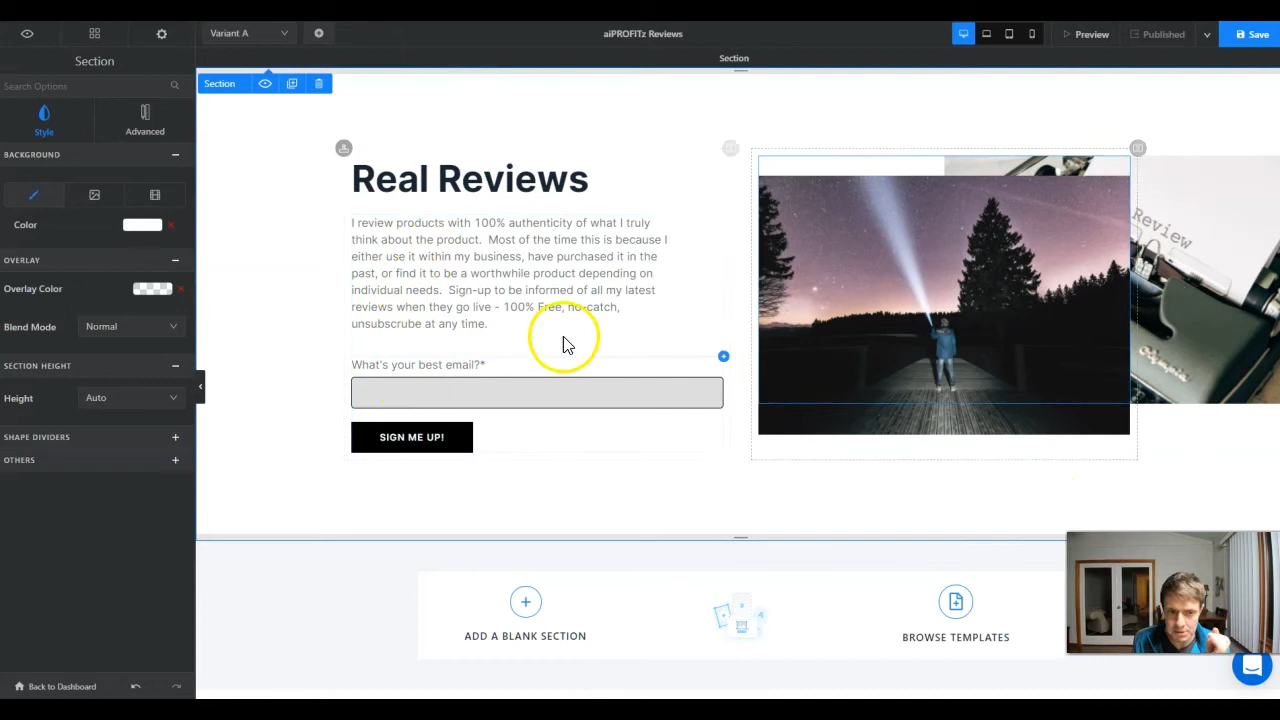 Variant A
aiPROFITz Reviews
Preview
Published
Save
Section
Section
Search Options
Section
Style
Advanced
BACKGROUND
Color
OVERLAY
Overlay Color
Blend Mode
Normal
SECTION HEIGHT
Height
Auto
SHAPE DIVIDERS
OTHERS
Back to Dashboard
Real Reviews
I review products with 100% authenticity of what I truly
think about the product. Most of the time this is because I
either use it within my business, have purchased it in the
past, or find it to be a worthwhile product depending on
individual needs. Sign-up to be informed of all my latest
reviews when they go live - 100% Free, no-catch,
unsubscrube at any time.
What's your best email?*
SIGN ME UP!
Review
Olympia
ADD A BLANK SECTION
BROWSE TEMPLATES